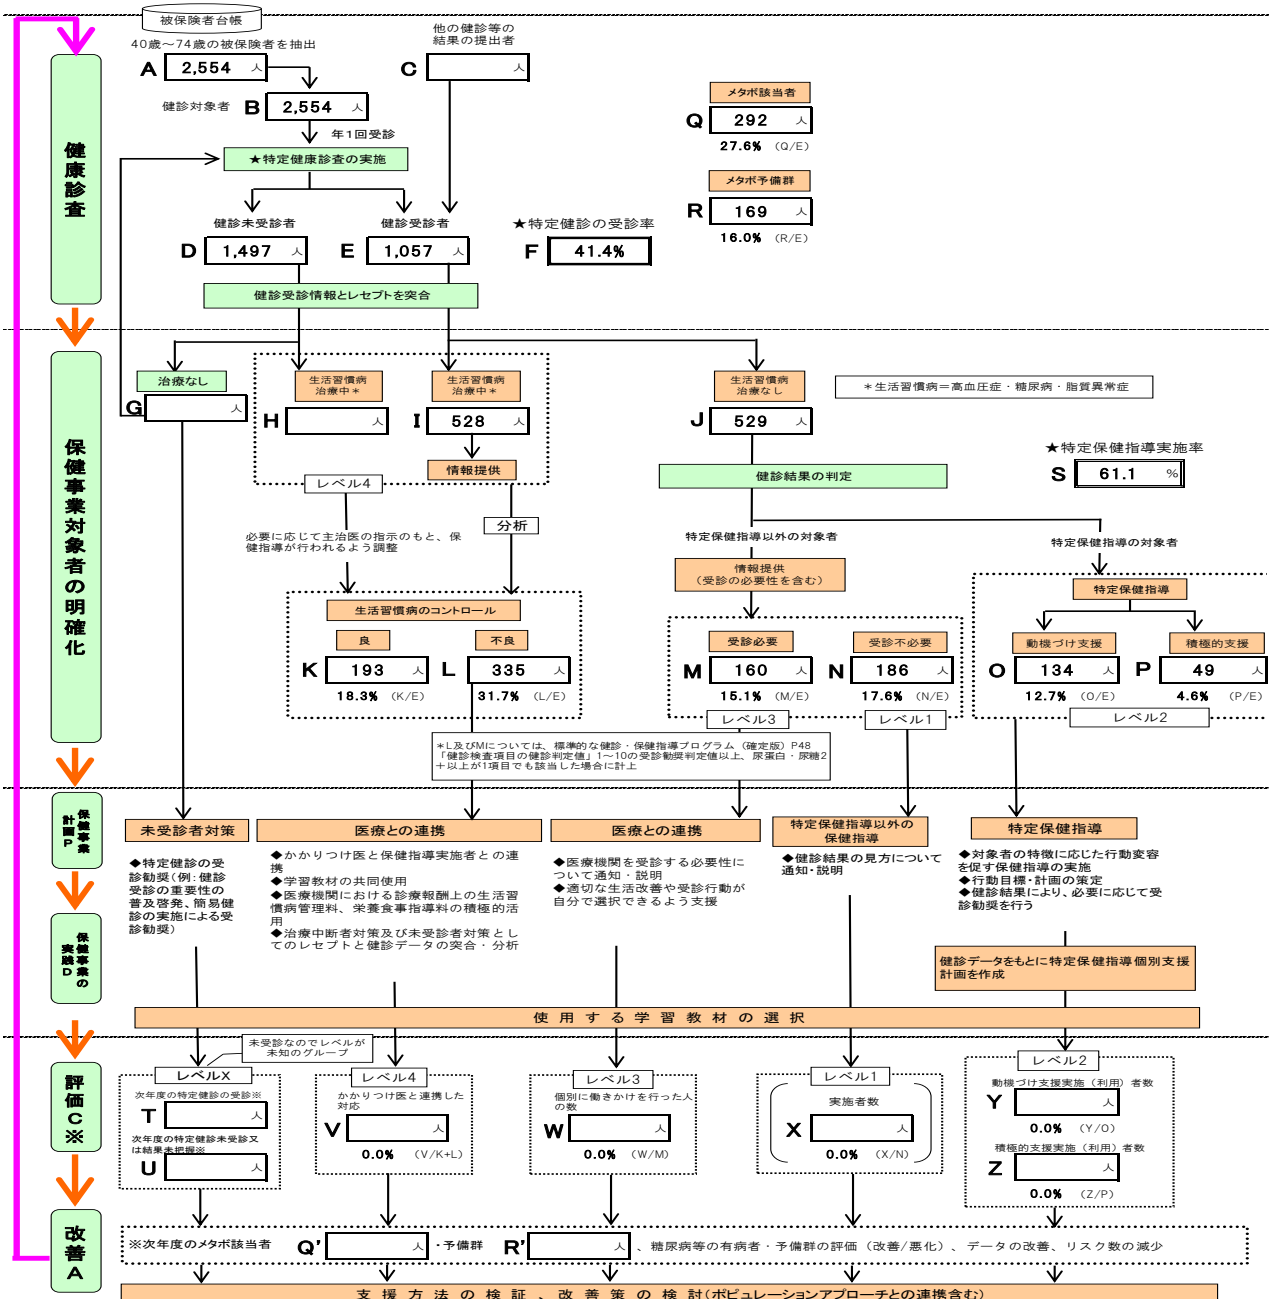 被保険者台帳
40歳～74歳の被保険者を抽出
A 2,554 人
他の健診等の
結果の提出者
C 人
健診対象者 B 2,554 人
年1回受診
★特定健康診査の実施
メタボ該当者
Q 292 人
27.6% (Q/E)
メタボ予備群
R 169 人
16.0% (R/E)
健康診査
健診未受診者
D 1,497 人
健診受診者
E 1,057 人
★特定健診の受診率
F 41.4%
健診受診情報とレセプトを突合
保健事業対象者の明確化
治療なし
G 人
生活習慣病
治療中＊
H 人
生活習慣病
治療中＊
I 528 人
情報提供
レベル4
生活習慣病
治療なし
J 529 人
＊生活習慣病＝高血圧症・糖尿病・脂質異常症
★特定保健指導実施率
S 61.1 %
健診結果の判定
分析
必要に応じて主治医の指示のもと、保
健指導が行われるよう調整
特定保健指導以外の対象者
特定保健指導の対象者
情報提供
（受診の必要性を含む）
特定保健指導
生活習慣病のコントロール
良
K 193 人
18.3% (K/E)
不良
L 335 人
31.7% (L/E)
受診必要
M 160 人
15.1% (M/E)
レベル3
受診不必要
N 186 人
17.6% (N/E)
レベル1
動機づけ支援
O 134 人
12.7% (O/E)
積極的支援
P 49 人
4.6% (P/E)
レベル2
＊L及びMについては、標準的な健診・保健指導プログラム（確定版）P48
「健診検査項目の健診判定値」1～10の受診勧奨判定値以上、尿蛋白・尿糖2
＋以上が1項目でも該当した場合に計上
保健事業
計画P
未受診者対策
◆特定健診の受
診勧奨(例：健診
受診の重要性の
普及啓発、簡易健
診の実施による受
診勧奨)
医療との連携
◆かかりつけ医と保健指導実施者との連
携
◆学習教材の共同使用
◆医療機関における診療報酬上の生活習
慣病管理料、栄養食事指導料の積極的活
用
◆治療中断者対策及び未受診者対策とし
てのレセプトと健診データの突合・分析
医療との連携
◆医療機関を受診する必要性に
ついて通知・説明
◆適切な生活改善や受診行動が
自分で選択できるよう支援
特定保健指導以外の
保健指導
◆健診結果の見方について
通知・説明
特定保健指導
◆対象者の特徴に応じた行動変容
を促す保健指導の実施
◆行動目標・計画の策定
◆健診結果により、必要に応じて受
診勧奨を行う
保健事業の
実践D
健診データをもとに特定保健指導個別支援
計画を作成
使用する学習教材の選択
評価C※
未受診なのでレベルが
未知のグループ
レベルX
次年度の特定健診の受診※
T 人
次年度の特定健診未受診又
は結果未把握※
U 人
レベル4
かかりつけ医と連携した
対応
V 人
0.0% (V/K+L)
レベル3
個別に働きかけを行った人
の数
W 人
0.0% (W/M)
レベル1
実施者数
X 人
0.0% (X/N)
レベル2
動機づけ支援実施（利用）者数
Y 人
0.0% (Y/O)
積極的支援実施（利用）者数
Z 人
0.0% (Z/P)
改善A
※次年度のメタボ該当者 Q' 人 ・予備群 R' 人 、糖尿病等の有病者・予備群の評価（改善/悪化）、データの改善、リスク数の減少
支援方法の検証、改善策の検討(ポピュレーションアプローチとの連携含む)